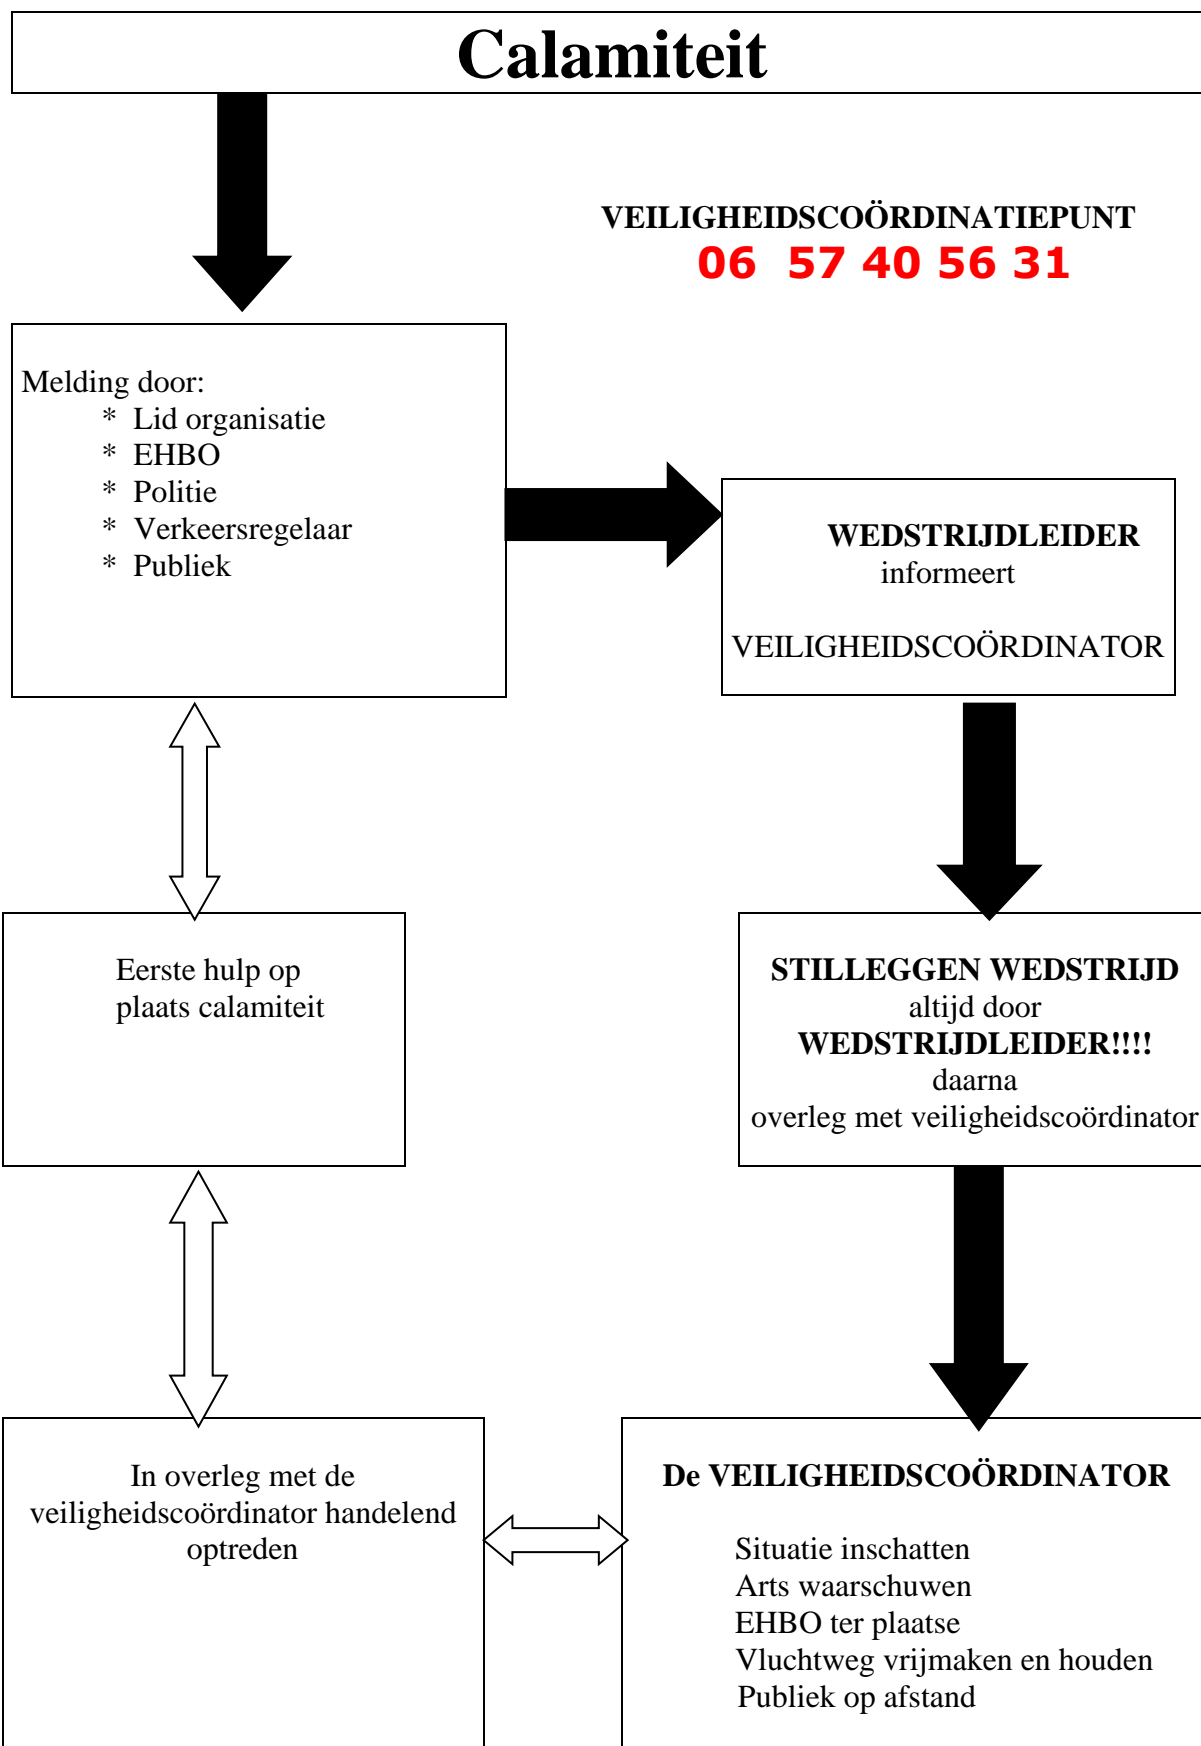 Calamiteit
VEILIGHEIDSCOÖRDINATIEPUNT
06 57 40 56 31
Melding door:
* Lid organisatie
* EHBO
* Politie
* Verkeersregelaar
* Publiek
WEDSTRIJDLEIDER
informeert
VEILIGHEIDSCOÖRDINATOR
Eerste hulp op
plaats calamiteit
STILLEGGEN WEDSTRIJD
altijd door
WEDSTRIJDLEIDER!!!!
daarna
overleg met veiligheidscoördinator
In overleg met de
veiligheidscoördinator handelend
optreden
De VEILIGHEIDSCOÖRDINATOR
Situatie inschatten
Arts waarschuwen
EHBO ter plaatse
Vluchtweg vrijmaken en houden
Publiek op afstand